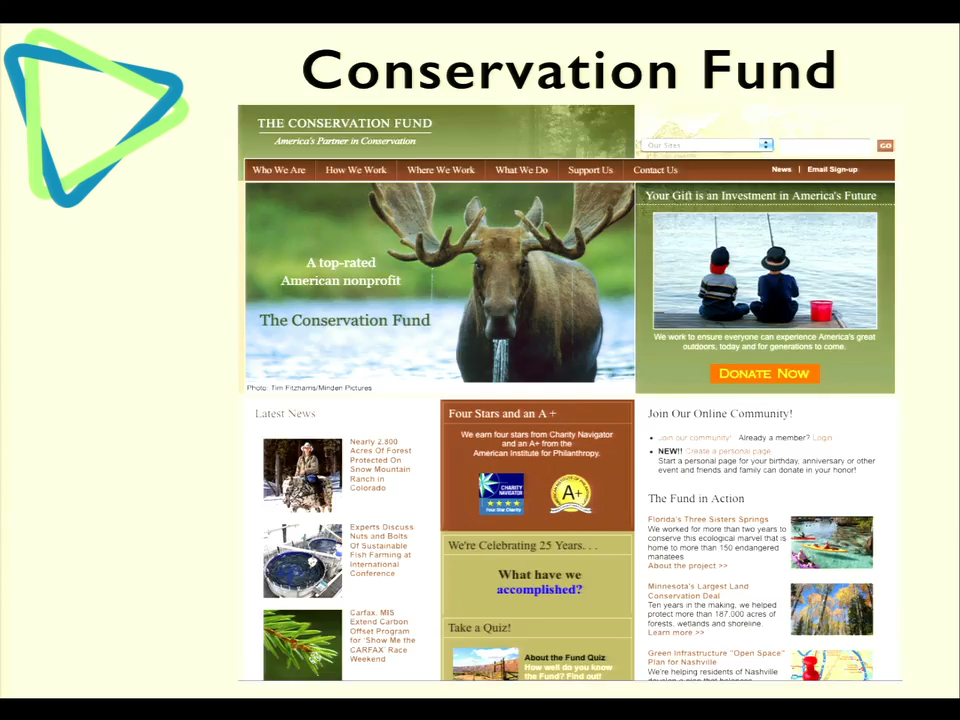 Conservation Fund
THE CONSERVATION FUND
America's Partner in Conservation
Our Sites
GO
Who We Are
How We Work
Where We Work
What We Do
Support Us
Contact Us
News | Email Sign-up
A top-rated
American nonprofit
The Conservation Fund
Photo: Tim Fitzharris/Minden Pictures
Your Gift is an Investment in America's Future
We work to ensure everyone can experience America's great
outdoors, today and for generations to come.
DONATE NOW
Latest News
Nearly 2,800
Acres Of Forest
Protected On
Snow Mountain
Ranch in
Colorado
Experts Discuss
Nuts and Bolts
Of Sustainable
Fish Farming at
International
Conference
Carfax, MIS
Extend Carbon
Offset Program
for 'Show Me the
CARFAX' Race
Weekend
Four Stars and an A +
We earn four stars from Charity Navigator
and an A+ from the
American Institute for Philanthropy.
CHARITY
NAVIGATOR
Four Star Charity
A+
We're Celebrating 25 Years. . .
What have we
accomplished?
Take a Quiz!
About the Fund Quiz
How well do you know
the Fund? Find out!
Join Our Online Community!
Join our community! Already a member? Login
NEW!! Create a personal page
Start a personal page for your birthday, anniversary or other
event and friends and family can donate in your honor!
The Fund in Action
Florida's Three Sisters Springs
We worked for more than two years to
conserve this ecological marvel that is
home to more than 150 endangered
manatees.
About the project >>
Minnesota's Largest Land
Conservation Deal
Ten years in the making, we helped
protect more than 187,000 acres of
forests, wetlands and shoreline.
Learn more >>
Green Infrastructure "Open Space"
Plan for Nashville
We're helping residents of Nashville
develop a plan that balances